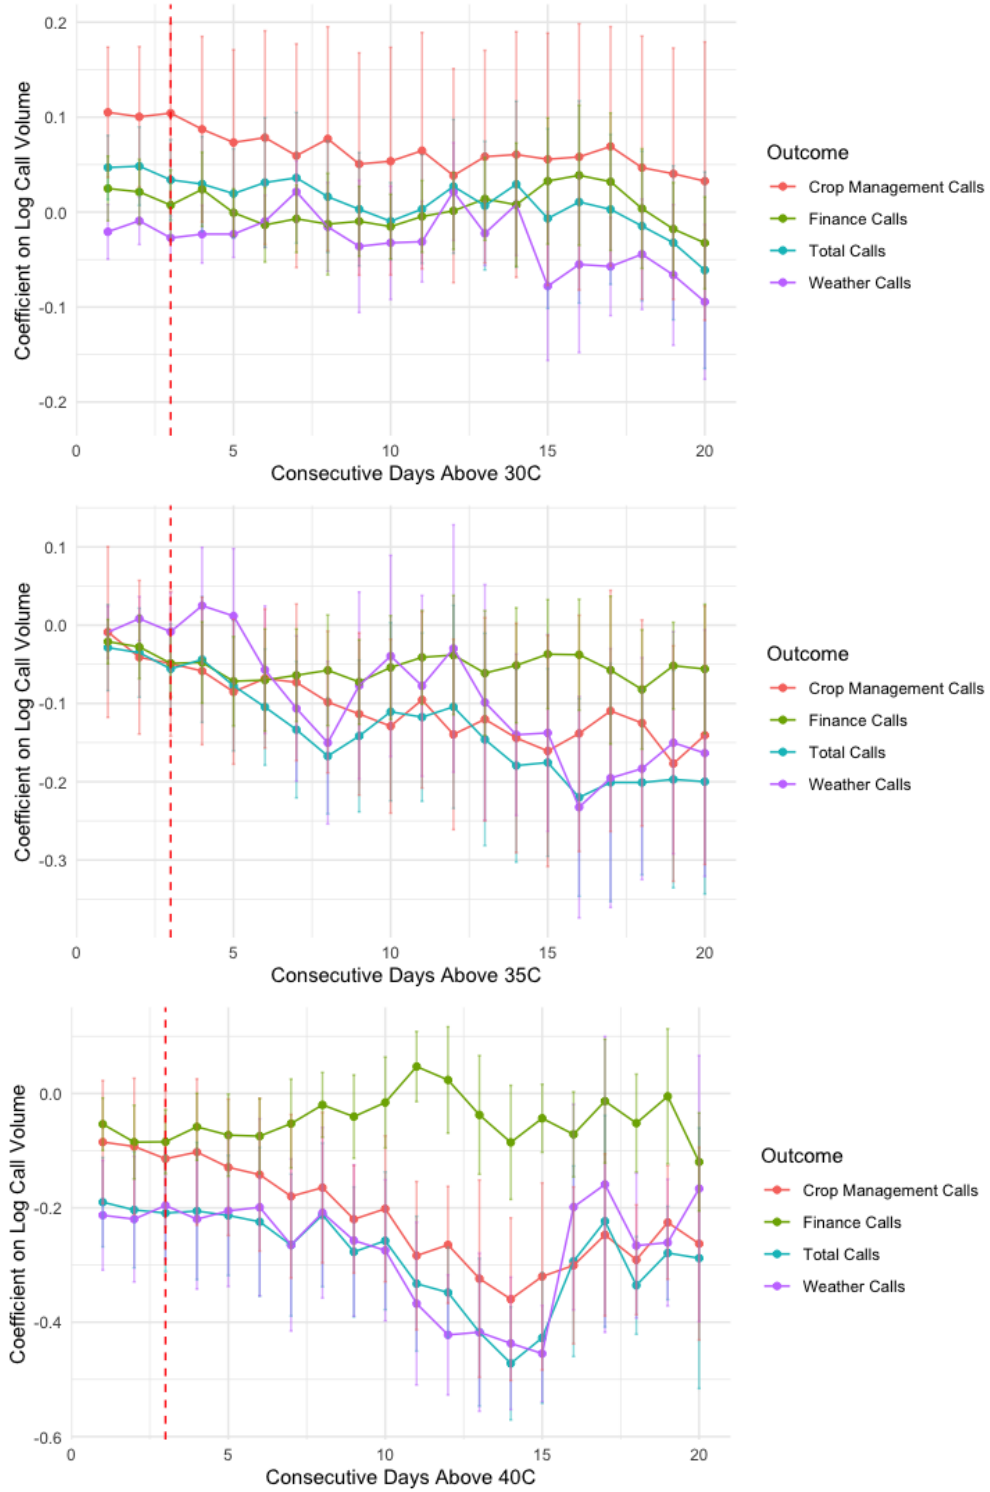 0.2
0.1
0.0
-0.1
-0.2
Coefficient on Log Call Volume
0 5 10 15 20
Consecutive Days Above 30C
Outcome
Crop Management Calls
Finance Calls
Total Calls
Weather Calls
0.1
0.0
-0.1
-0.2
-0.3
Coefficient on Log Call Volume
0 5 10 15 20
Consecutive Days Above 35C
Outcome
Crop Management Calls
Finance Calls
Total Calls
Weather Calls
0.0
-0.2
-0.4
-0.6
Coefficient on Log Call Volume
0 5 10 15 20
Consecutive Days Above 40C
Outcome
Crop Management Calls
Finance Calls
Total Calls
Weather Calls